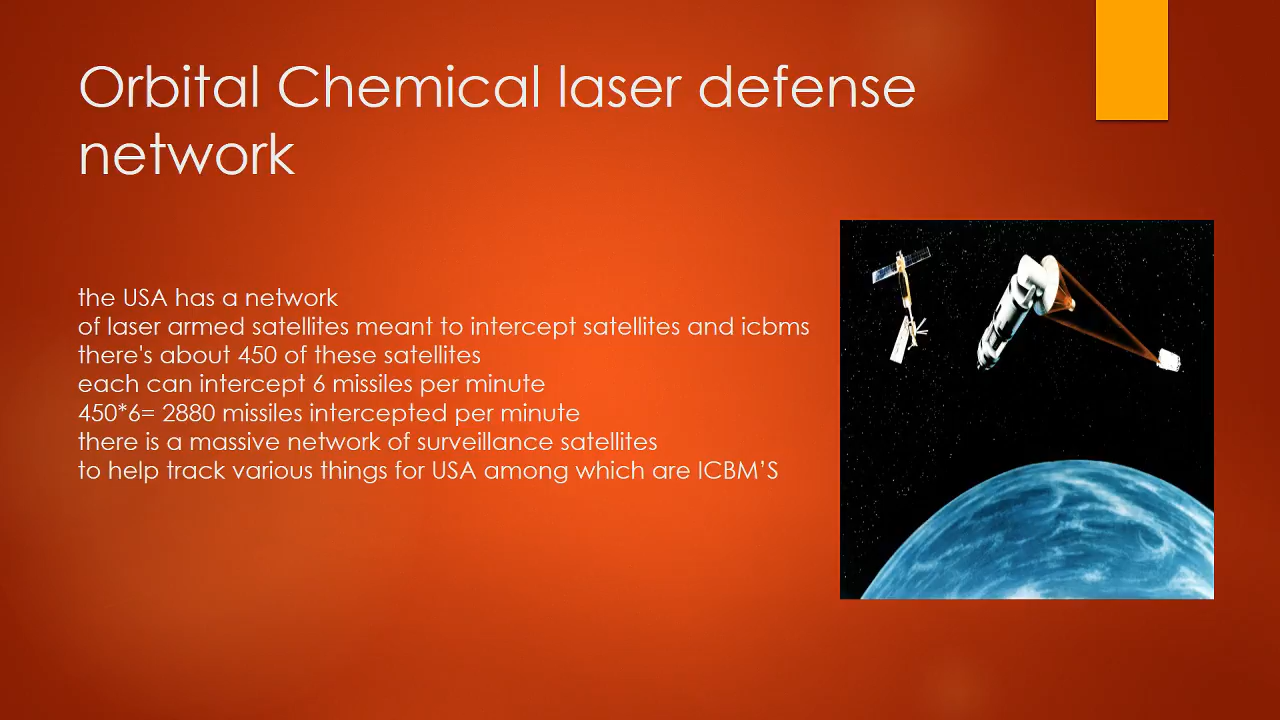 Orbital Chemical laser defense
network
the USA has a network
of laser armed satellites meant to intercept satellites and icbms
there's about 450 of these satellites
each can intercept 6 missiles per minute
450*6= 2880 missiles intercepted per minute
there is a massive network of surveillance satellites
to help track various things for USA among which are ICBM’S